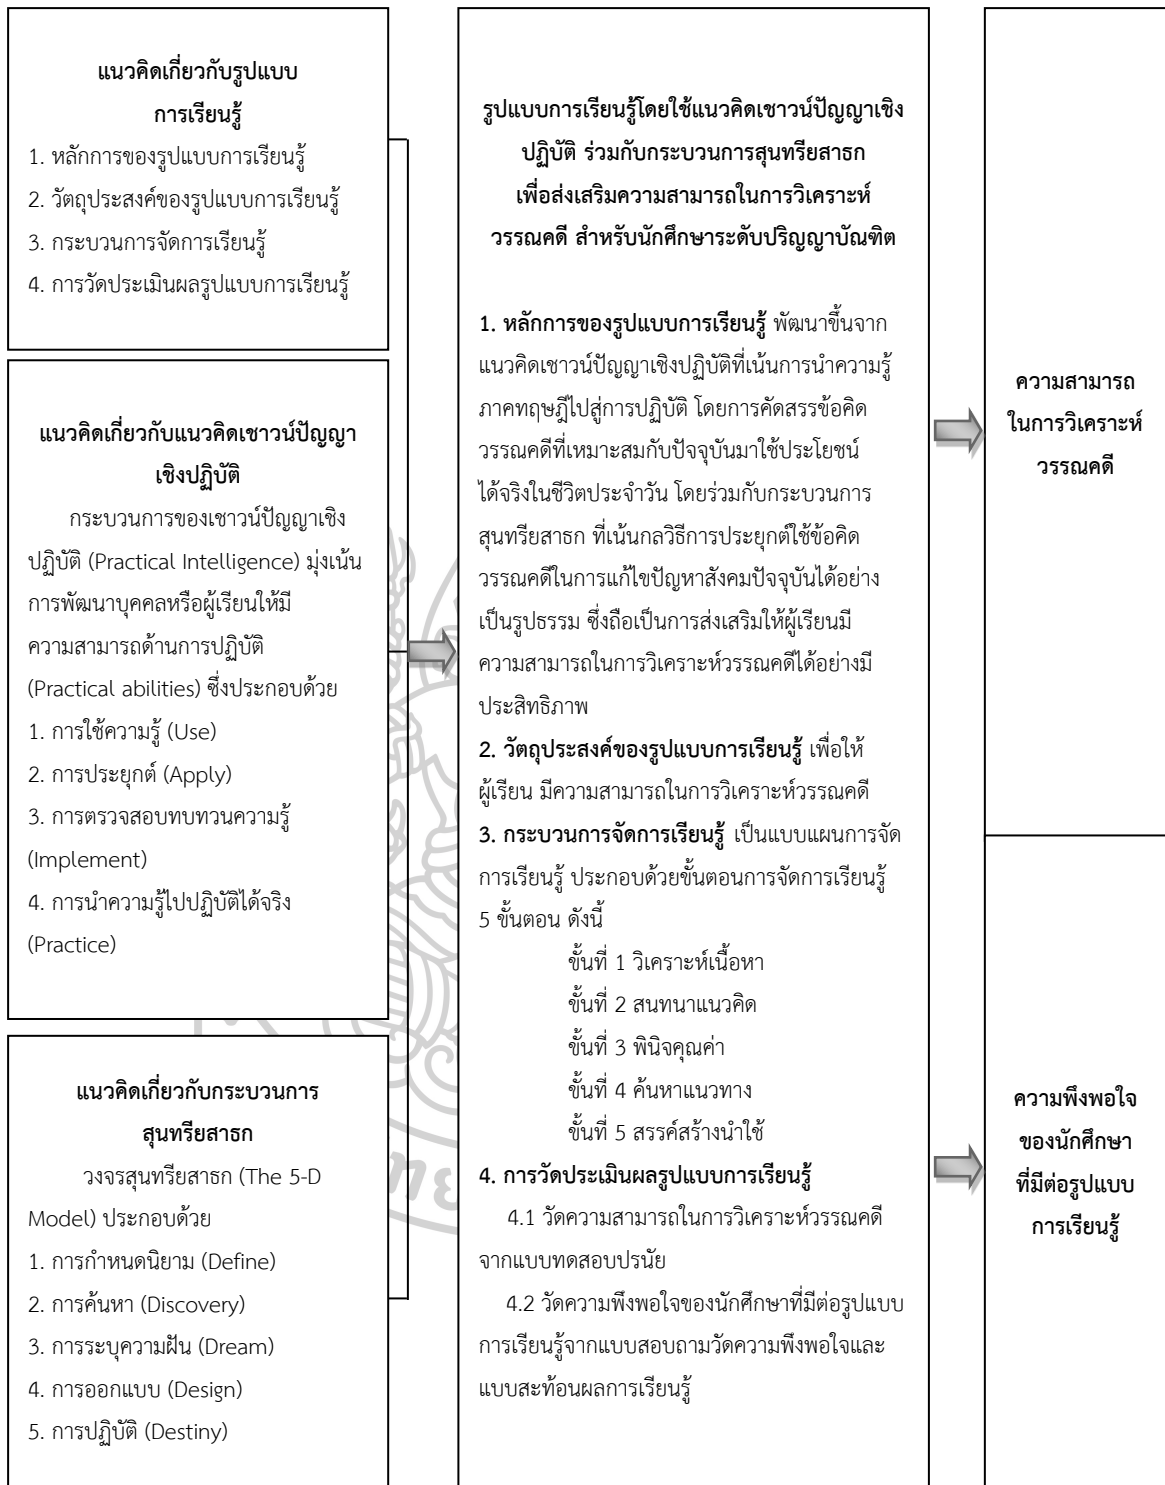 แนวคิดเกี่ยวกับรูปแบบ
การเรียนรู้
1. หลักการของรูปแบบการเรียนรู้
2. วัตถุประสงค์ของรูปแบบการเรียนรู้
3. กระบวนการจัดการเรียนรู้
4. การวัดประเมินผลรูปแบบการเรียนรู้
แนวคิดเกี่ยวกับแนวคิดเชาวน์ปัญญา
เชิงปฏิบัติ
กระบวนการของเชาวน์ปัญญาเชิง
ปฏิบัติ (Practical Intelligence) มุ่งเน้น
การพัฒนาบุคคลหรือผู้เรียนให้มี
ความสามารถด้านการปฏิบัติ
(Practical abilities) ซึ่งประกอบด้วย
1. การใช้ความรู้ (Use)
2. การประยุกต์ (Apply)
3. การตรวจสอบทบทวนความรู้
(Implement)
4. การนำความรู้ไปปฏิบัติได้จริง
(Practice)
แนวคิดเกี่ยวกับกระบวนการ
สุนทรียสาธก
วงจรสุนทรียสาธก (The 5-D
Model) ประกอบด้วย
1. การกำหนดนิยาม (Define)
2. การค้นหา (Discovery)
3. การระบุความฝัน (Dream)
4. การออกแบบ (Design)
5. การปฏิบัติ (Destiny)
รูปแบบการเรียนรู้โดยใช้แนวคิดเชาวน์ปัญญาเชิง
ปฏิบัติ ร่วมกับกระบวนการสุนทรียสาธก
เพื่อส่งเสริมความสามารถในการวิเคราะห์
วรรณคดี สำหรับนักศึกษาระดับปริญญาบัณฑิต
1. หลักการของรูปแบบการเรียนรู้ พัฒนาขึ้นจาก
แนวคิดเชาวน์ปัญญาเชิงปฏิบัติที่เน้นการนำความรู้
ภาคทฤษฎีไปสู่การปฏิบัติ โดยการคัดสรรข้อคิด
วรรณคดีที่เหมาะสมกับปัจจุบันมาใช้ประโยชน์
ได้จริงในชีวิตประจำวัน โดยร่วมกับกระบวนการ
สุนทรียสาธก ที่เน้นกลวิธีการประยุกต์ใช้ข้อคิด
วรรณคดีในการแก้ไขปัญหาสังคมปัจจุบันได้อย่าง
เป็นรูปธรรม ซึ่งถือเป็นการส่งเสริมให้ผู้เรียนมี
ความสามารถในการวิเคราะห์วรรณคดีได้อย่างมี
ประสิทธิภาพ
2. วัตถุประสงค์ของรูปแบบการเรียนรู้ เพื่อให้
ผู้เรียน มีความสามารถในการวิเคราะห์วรรณคดี
3. กระบวนการจัดการเรียนรู้ เป็นแบบแผนการจัด
การเรียนรู้ ประกอบด้วยขั้นตอนการจัดการเรียนรู้
5 ขั้นตอน ดังนี้
ขั้นที่ 1 วิเคราะห์เนื้อหา
ขั้นที่ 2 สนทนาแนวคิด
ขั้นที่ 3 พินิจคุณค่า
ขั้นที่ 4 ค้นหาแนวทาง
ขั้นที่ 5 สรรค์สร้างนำใช้
4. การวัดประเมินผลรูปแบบการเรียนรู้
4.1 วัดความสามารถในการวิเคราะห์วรรณคดี
จากแบบทดสอบปรนัย
4.2 วัดความพึงพอใจของนักศึกษาที่มีต่อรูปแบบ
การเรียนรู้จากแบบสอบถามวัดความพึงพอใจและ
แบบสะท้อนผลการเรียนรู้
ความสามารถ
ในการวิเคราะห์
วรรณคดี
ความพึงพอใจ
ของนักศึกษา
ที่มีต่อรูปแบบ
การเรียนรู้